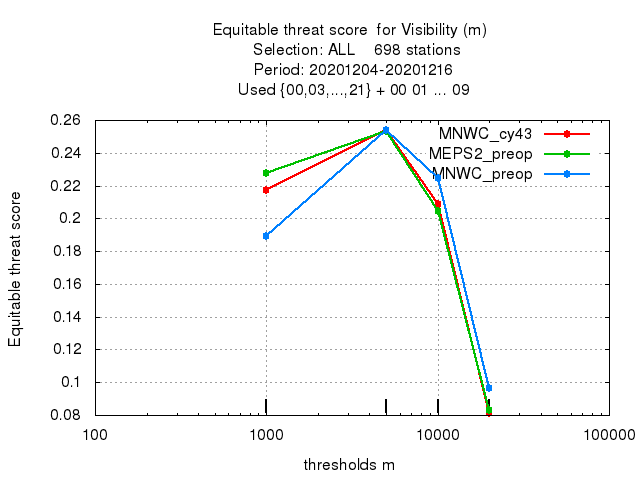 Equitable threat score  for Visibility (m)
Selection: ALL    698 stations
Period: 20201204-20201216
Used {00,03,...,21} + 00 01 ... 09
MNWC_cy43
MEPS2_preop
MNWC_preop
Equitable threat score
0.26
0.24
0.22
0.2
0.18
0.16
0.14
0.12
0.1
0.08
100
1000
10000
100000
thresholds m